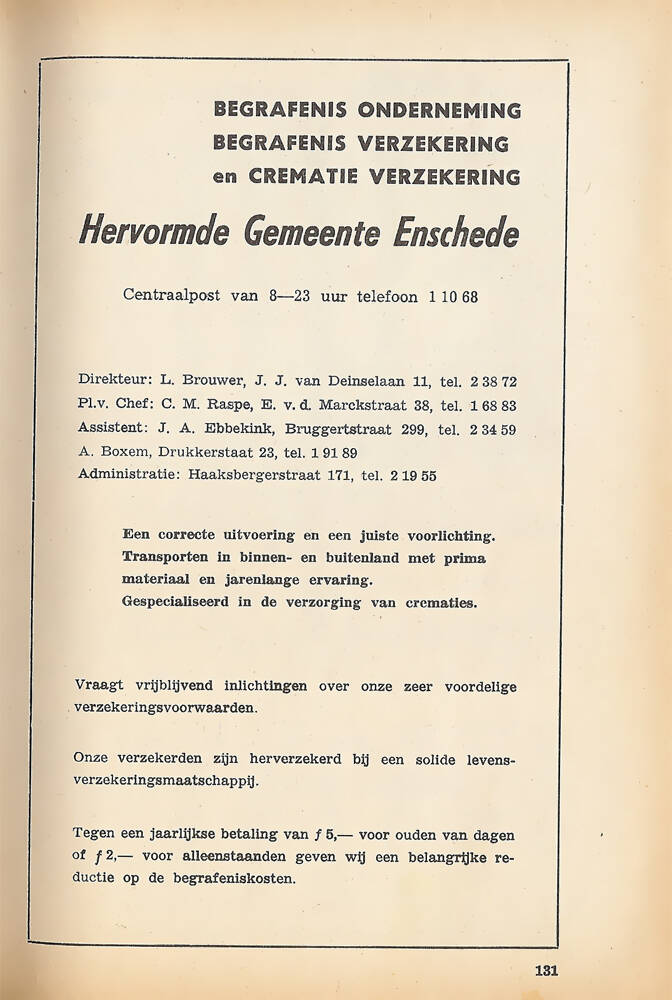 BEGRAFENIS ONDERNEMING
BEGRAFENIS VERZEKERING
en CREMATIE VERZEKERING
Hervormde Gemeente Enschede
Centraalpost van 8—23 uur telefoon 1 10 68
Direkteur: L. Brouwer, J. J. van Deinselaan 11, tel. 2 38 72
Pl.v. Chef: C. M. Raspe, E. v. d. Marckstraat 38, tel. 1 68 83
Assistent: J. A. Ebbekink, Bruggertstraat 299, tel. 2 34 59
A. Boxem, Drukkerstaat 23, tel. 1 91 89
Administratie: Haaksbergerstraat 171, tel. 2 19 55
Een correcte uitvoering en een juiste voorlichting.
Transporten in binnen- en buitenland met prima
materiaal en jarenlange ervaring.
Gespecialiseerd in de verzorging van crematies.
Vraagt vrijblijvend inlichtingen over onze zeer voordelige
verzekeringsvoorwaarden.
Onze verzekerden zijn herverzekerd bij een solide levens-
verzekeringsmaatschappij.
Tegen een jaarlijkse betaling van ƒ 5,— voor ouden van dagen
of ƒ 2,— voor alleenstaanden geven wij een belangrijke re-
ductie op de begrafeniskosten.
131